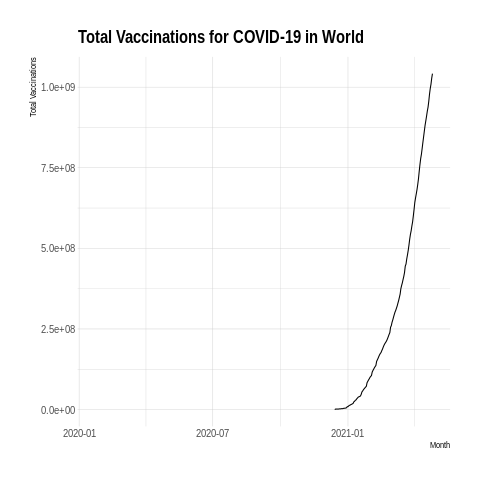 Total Vaccinations for COVID-19 in World
Total Vaccinations
1.0e+09
7.5e+08
5.0e+08
2.5e+08
0.0e+00
2020-01
2020-07
2021-01
Month